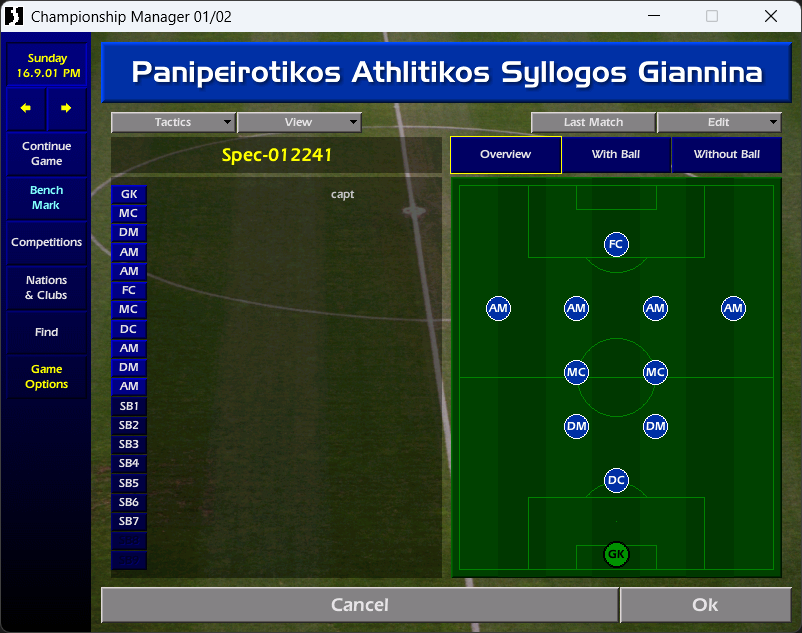 Championship Manager 01/02
Sunday
16.9.01 PM
Continue
Game
Bench
Mark
Competitions
Nations
& Clubs
Find
Game
Options
Panipeirotikos Athlitikos Syllogos Giannina
Tactics
View
Last Match
Edit
Spec-012241
Overview
With Ball
Without Ball
GK
capt
MC
DM
AM
AM
FC
MC
DC
AM
DM
AM
SB1
SB2
SB3
SB4
SB5
SB6
SB7
FC
AM AM AM AM
MC MC
DM DM
DC
GK
Cancel
Ok